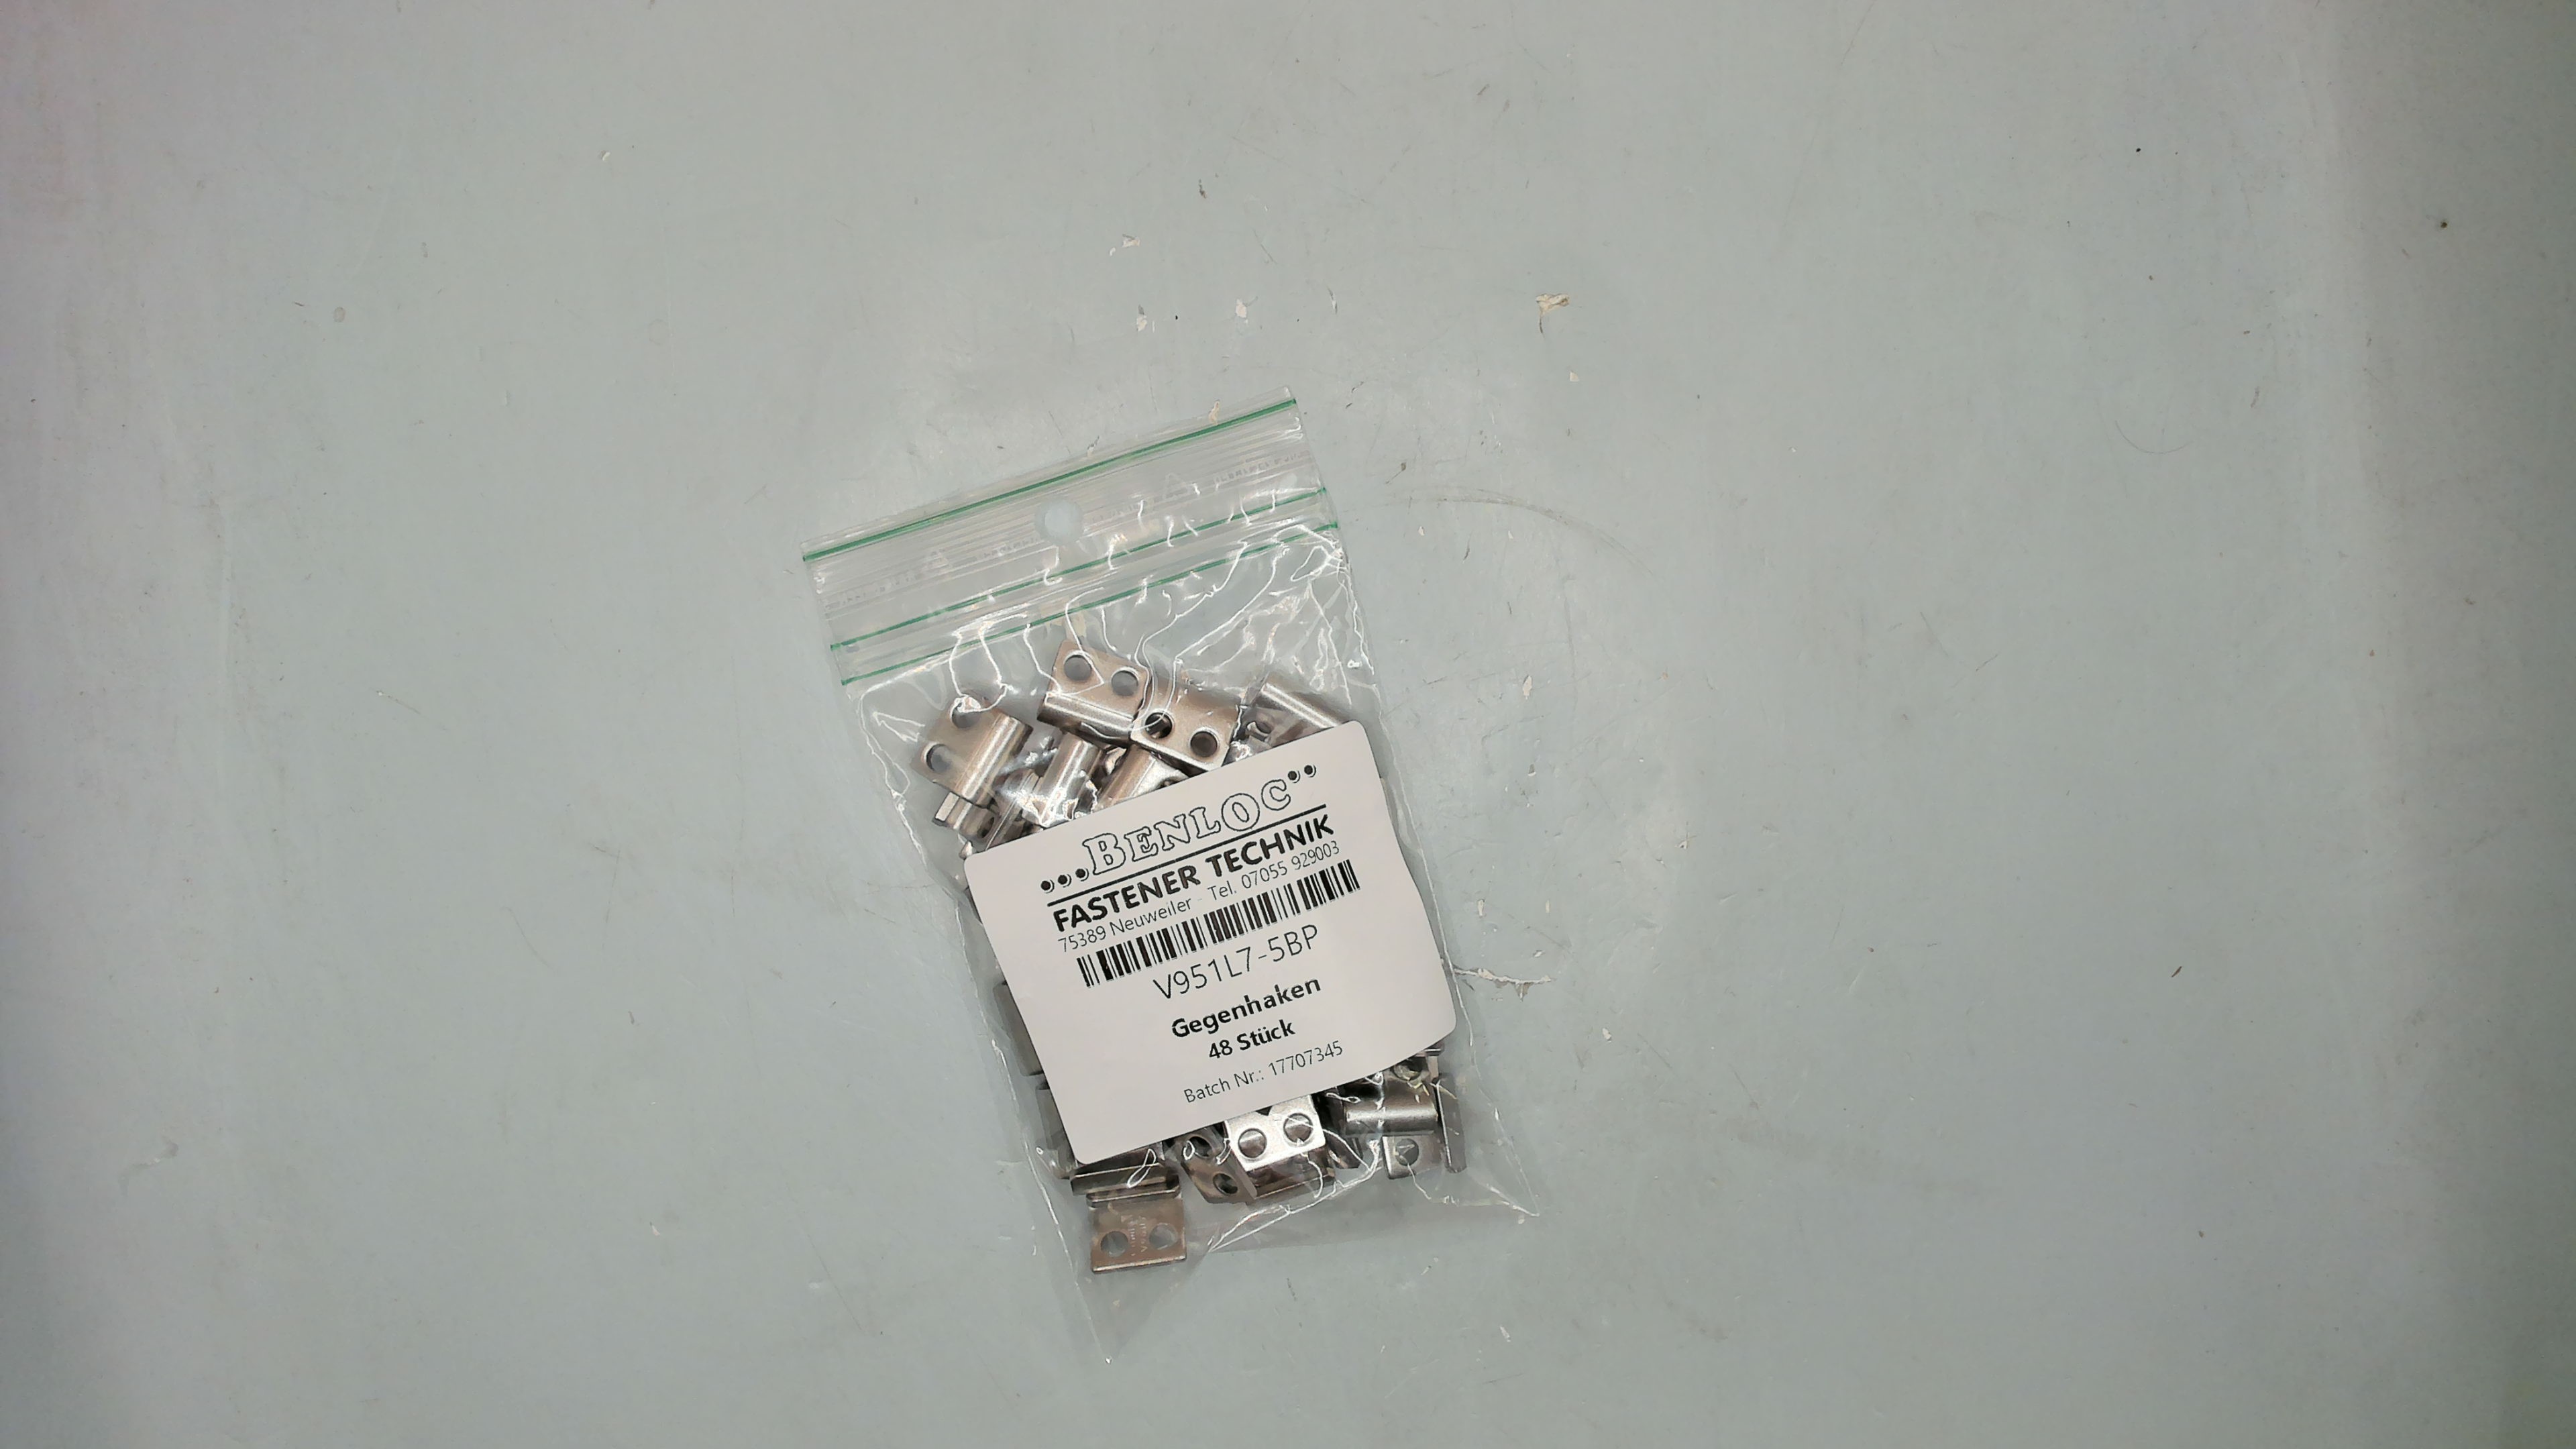 ...BENLOC..
FASTENER TECHNIK
75389 Neuweiler - Tel. 07055 929003
V951L7-5BP
Gegenhaken
48 Stück
Batch Nr.: 17707345